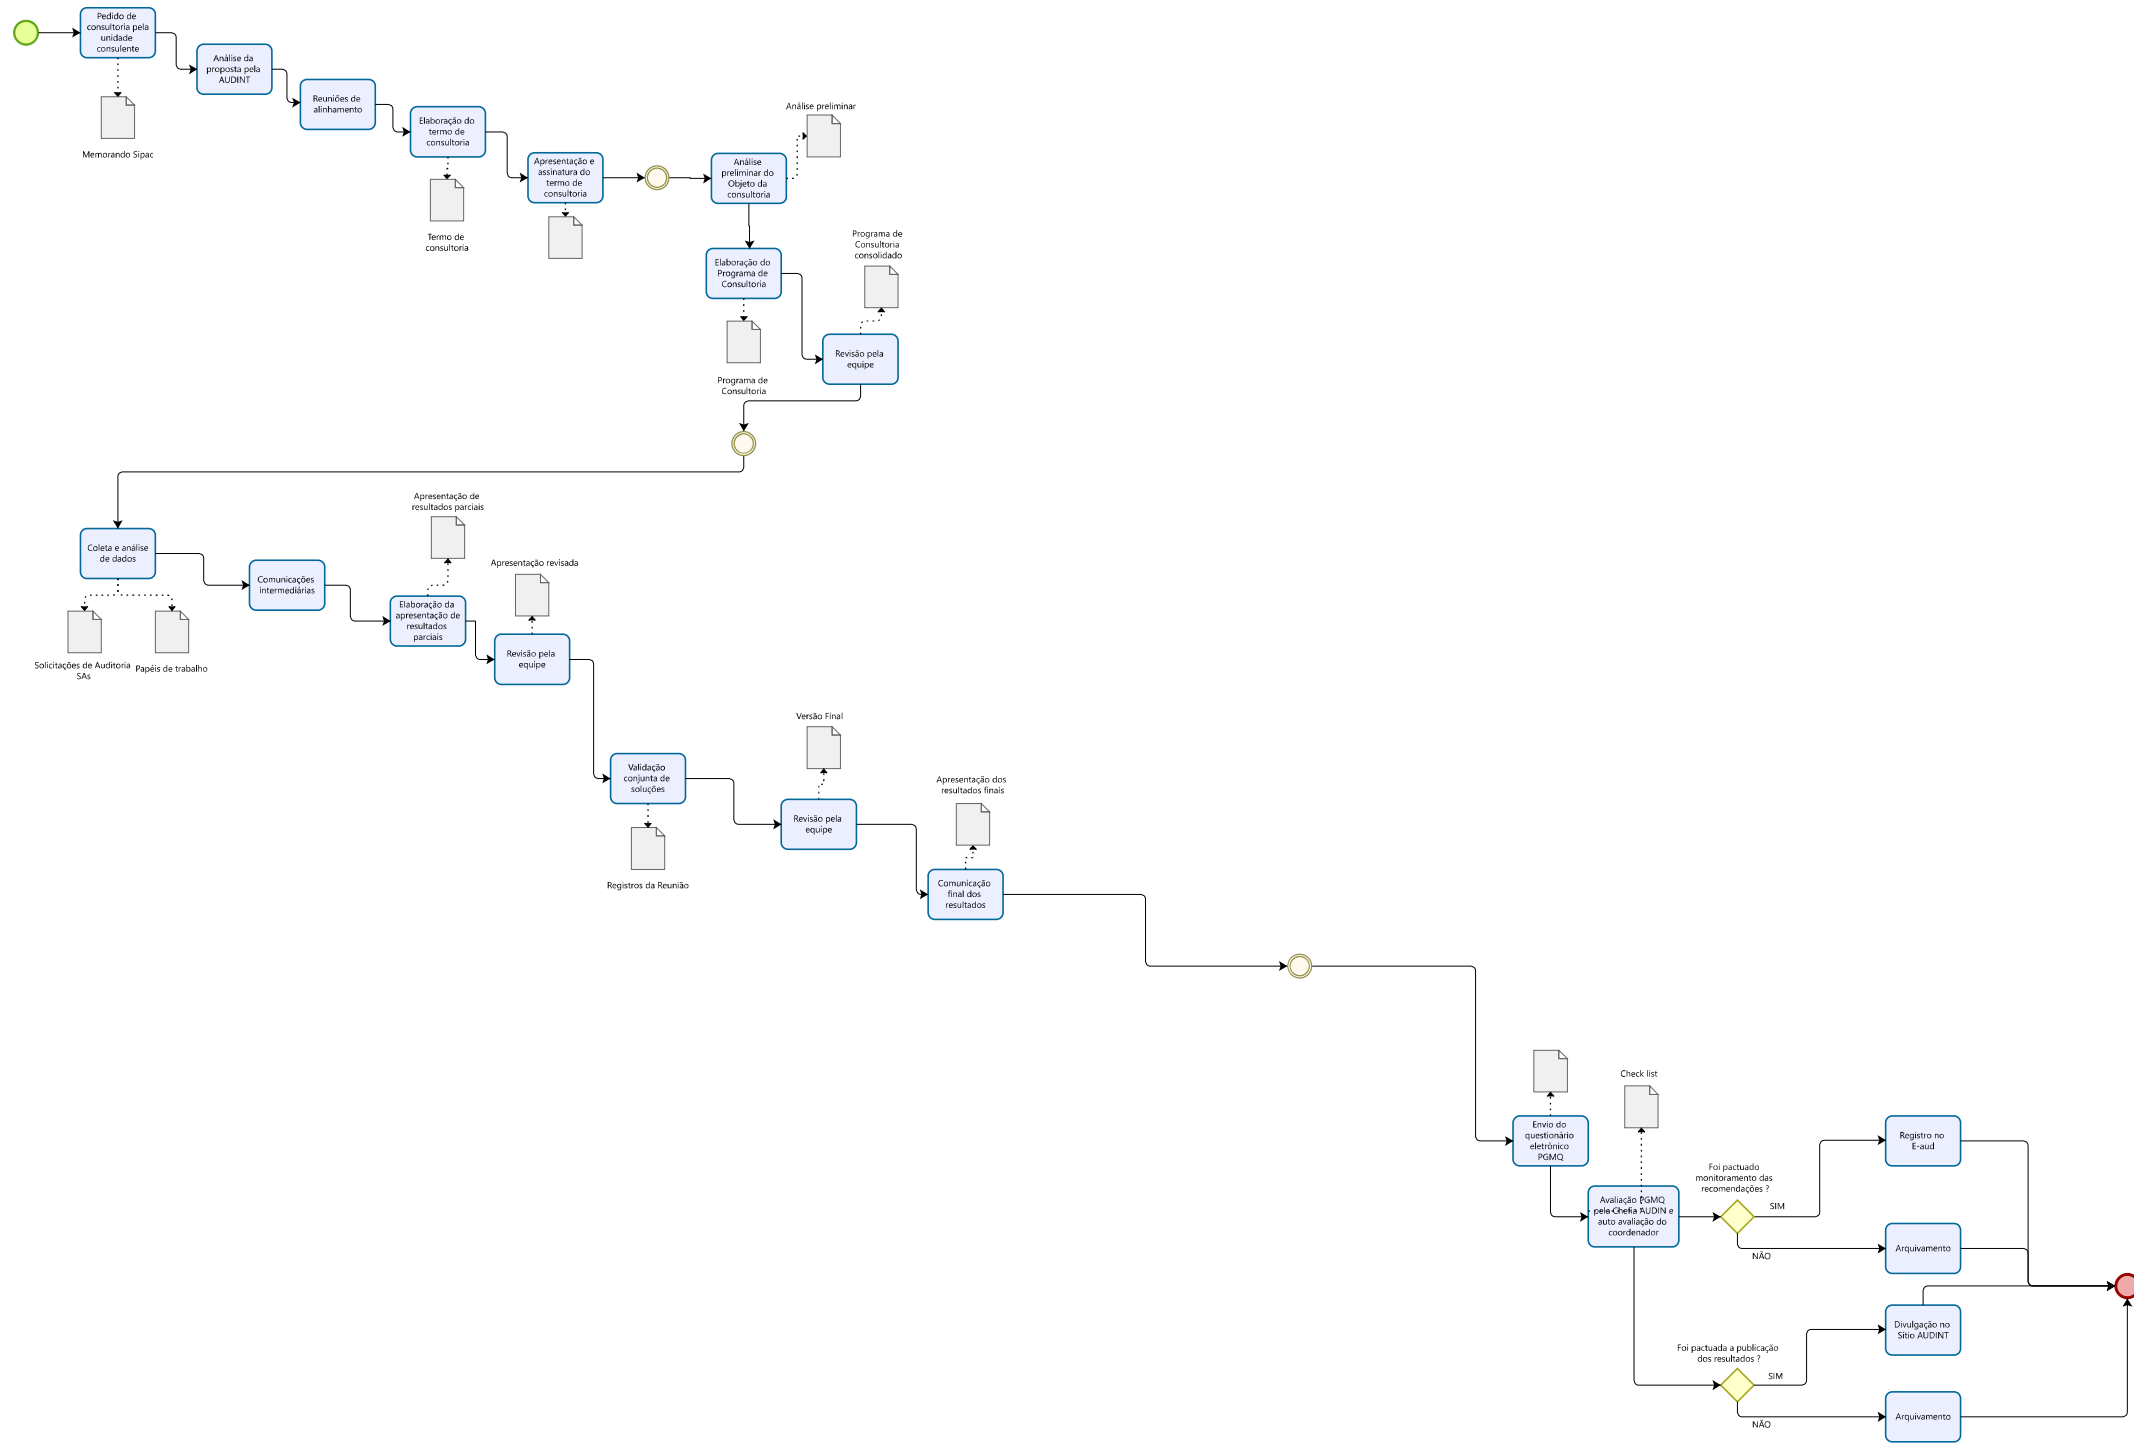 Pedido de
consultoria pela
unidade
consulente
Memorando Sipac
Análise da
proposta pela
AUDINT
Reuniões de
alinhamento
Elaboração do
termo de
consultoria
Termo de
consultoria
Apresentação e
assinatura do
termo de
consultoria
Análise preliminar
Análise
preliminar do
Objeto da
consultoria
Elaboração do
Programa de
Consultoria
Programa de
Consultoria
Programa de
Consultoria
consolidado
Revisão pela
equipe
Coleta e análise
de dados
Solicitações de Auditoria
SAs
Papéis de trabalho
Comunicações
intermediárias
Apresentação de
resultados parciais
Elaboração da
apresentação de
resultados
parciais
Apresentação revisada
Revisão pela
equipe
Validação
conjunta de
soluções
Registros da Reunião
Versão Final
Revisão pela
equipe
Apresentação dos
resultados finais
Comunicação
final dos
resultados
Envio do
questionário
eletrônico
PGMQ
Check list
Avaliação PGMQ
pela Chefia AUDIN e
auto avaliação do
coordenador
Foi pactuado
monitoramento das
recomendações ?
SIM
NÃO
Registro no
E-aud
Arquivamento
Foi pactuada a publicação
dos resultados ?
SIM
NÃO
Divulgação no
Sítio AUDINT
Arquivamento